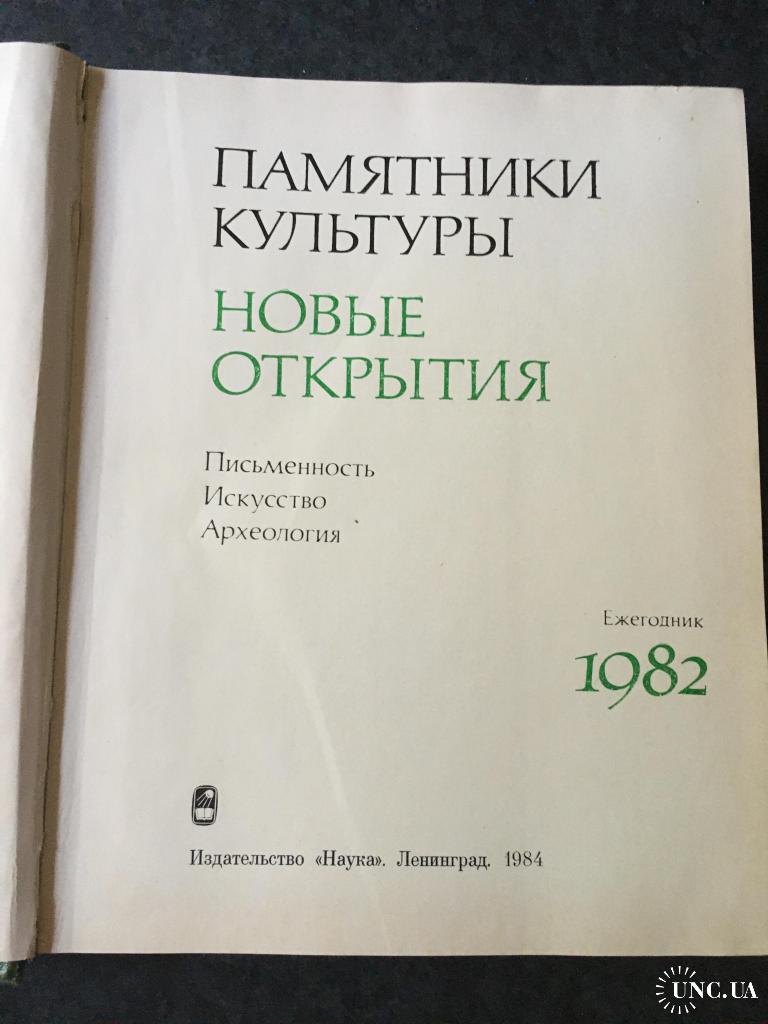 ПАМЯТНИКИ
КУЛЬТУРЫ
НОВЫЕ
ОТКРЫТИЯ
Письменность
Искусство
Археология
Ежегодник
1982
Издательство «Наука». Ленинград. 1984
UNC.UA